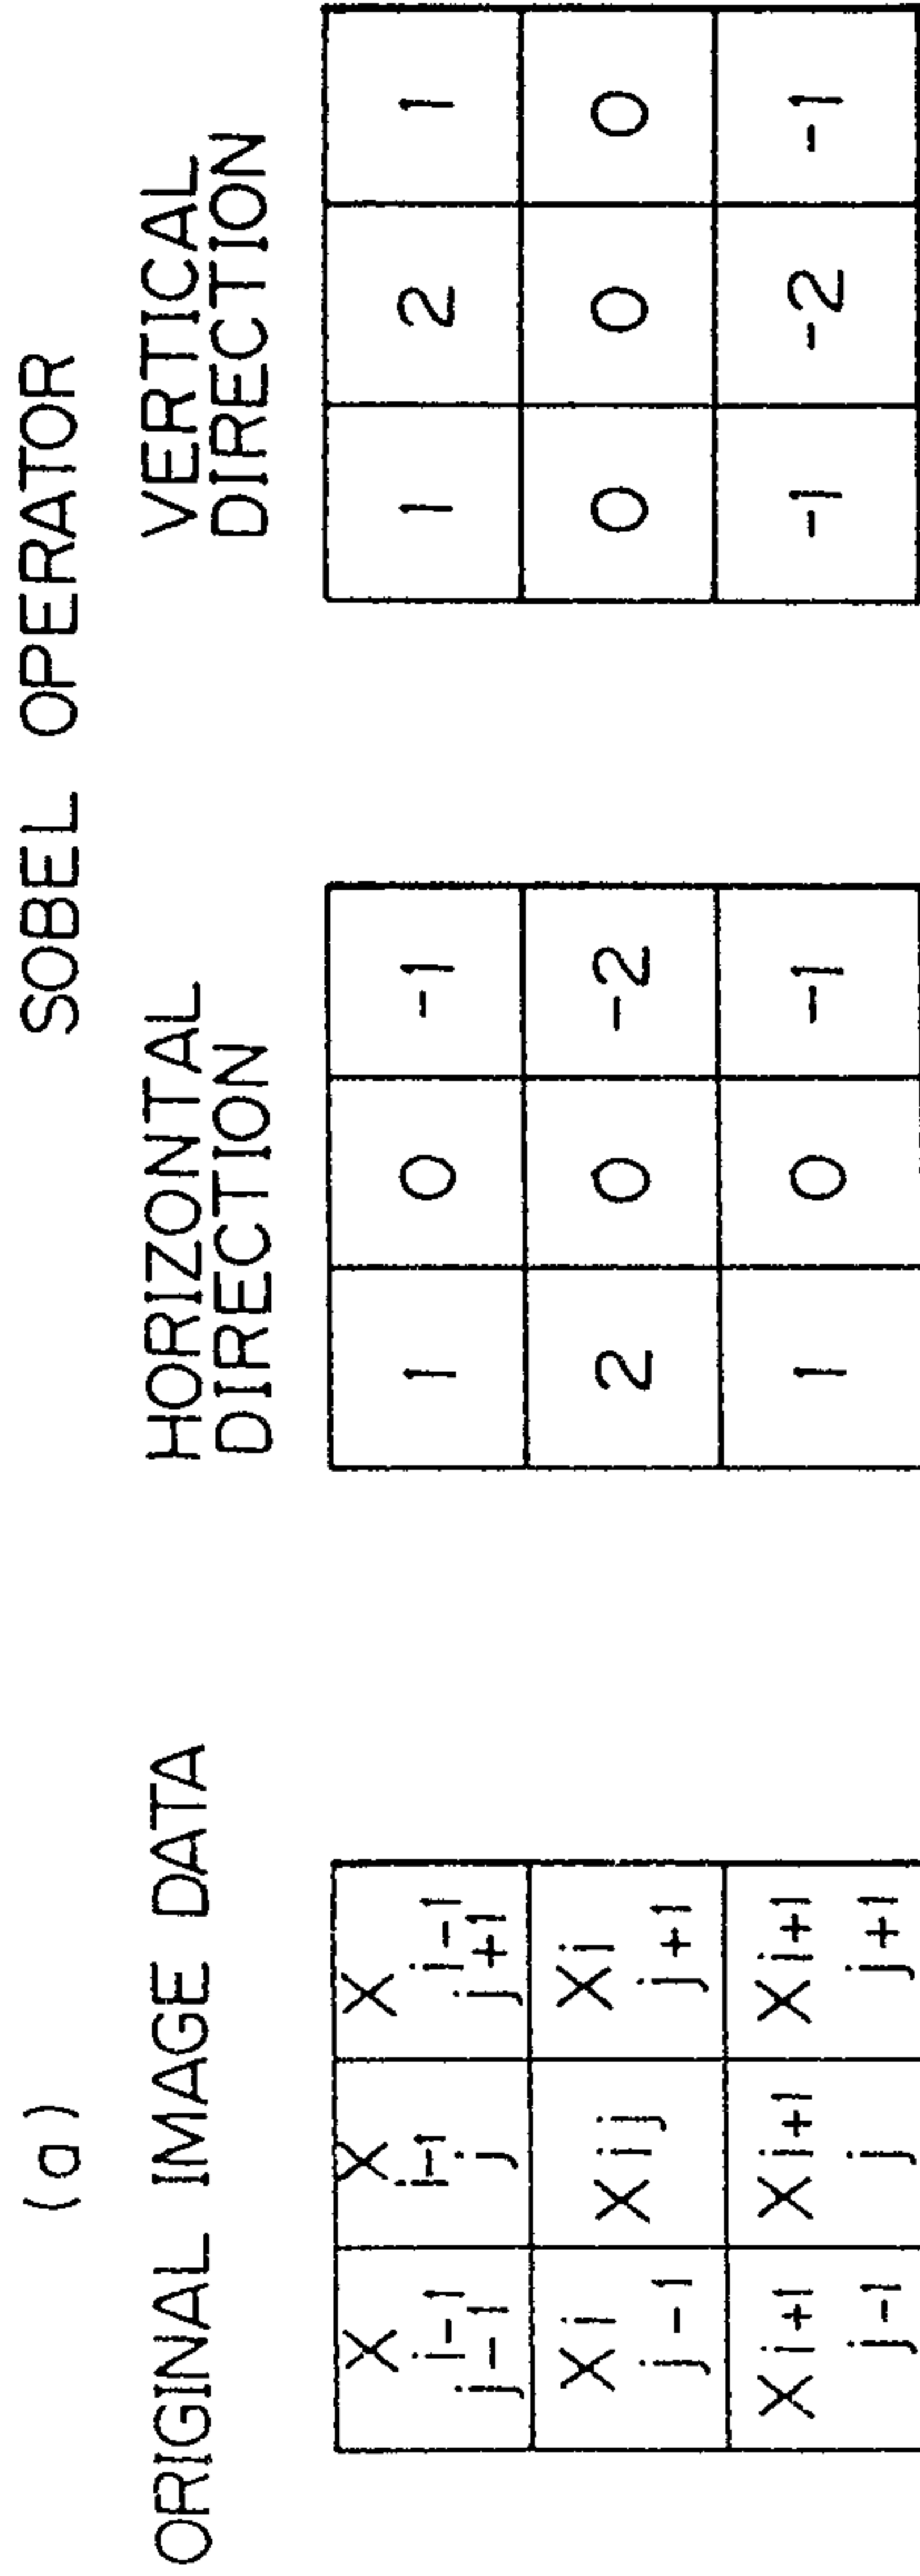 (a)
ORIGINAL IMAGE DATA
X i-1 j-1
X i-1 j
X i-1 j+1
Xi j-1
Xij
Xi j+1
Xi+1 j-1
Xi+1 j
Xi+1 j+1
SOBEL OPERATOR
HORIZONTAL
DIRECTION
1 0 -1
2 0 -2
1 0 -1
VERTICAL
DIRECTION
1 2 1
0 0 0
-1 -2 -1